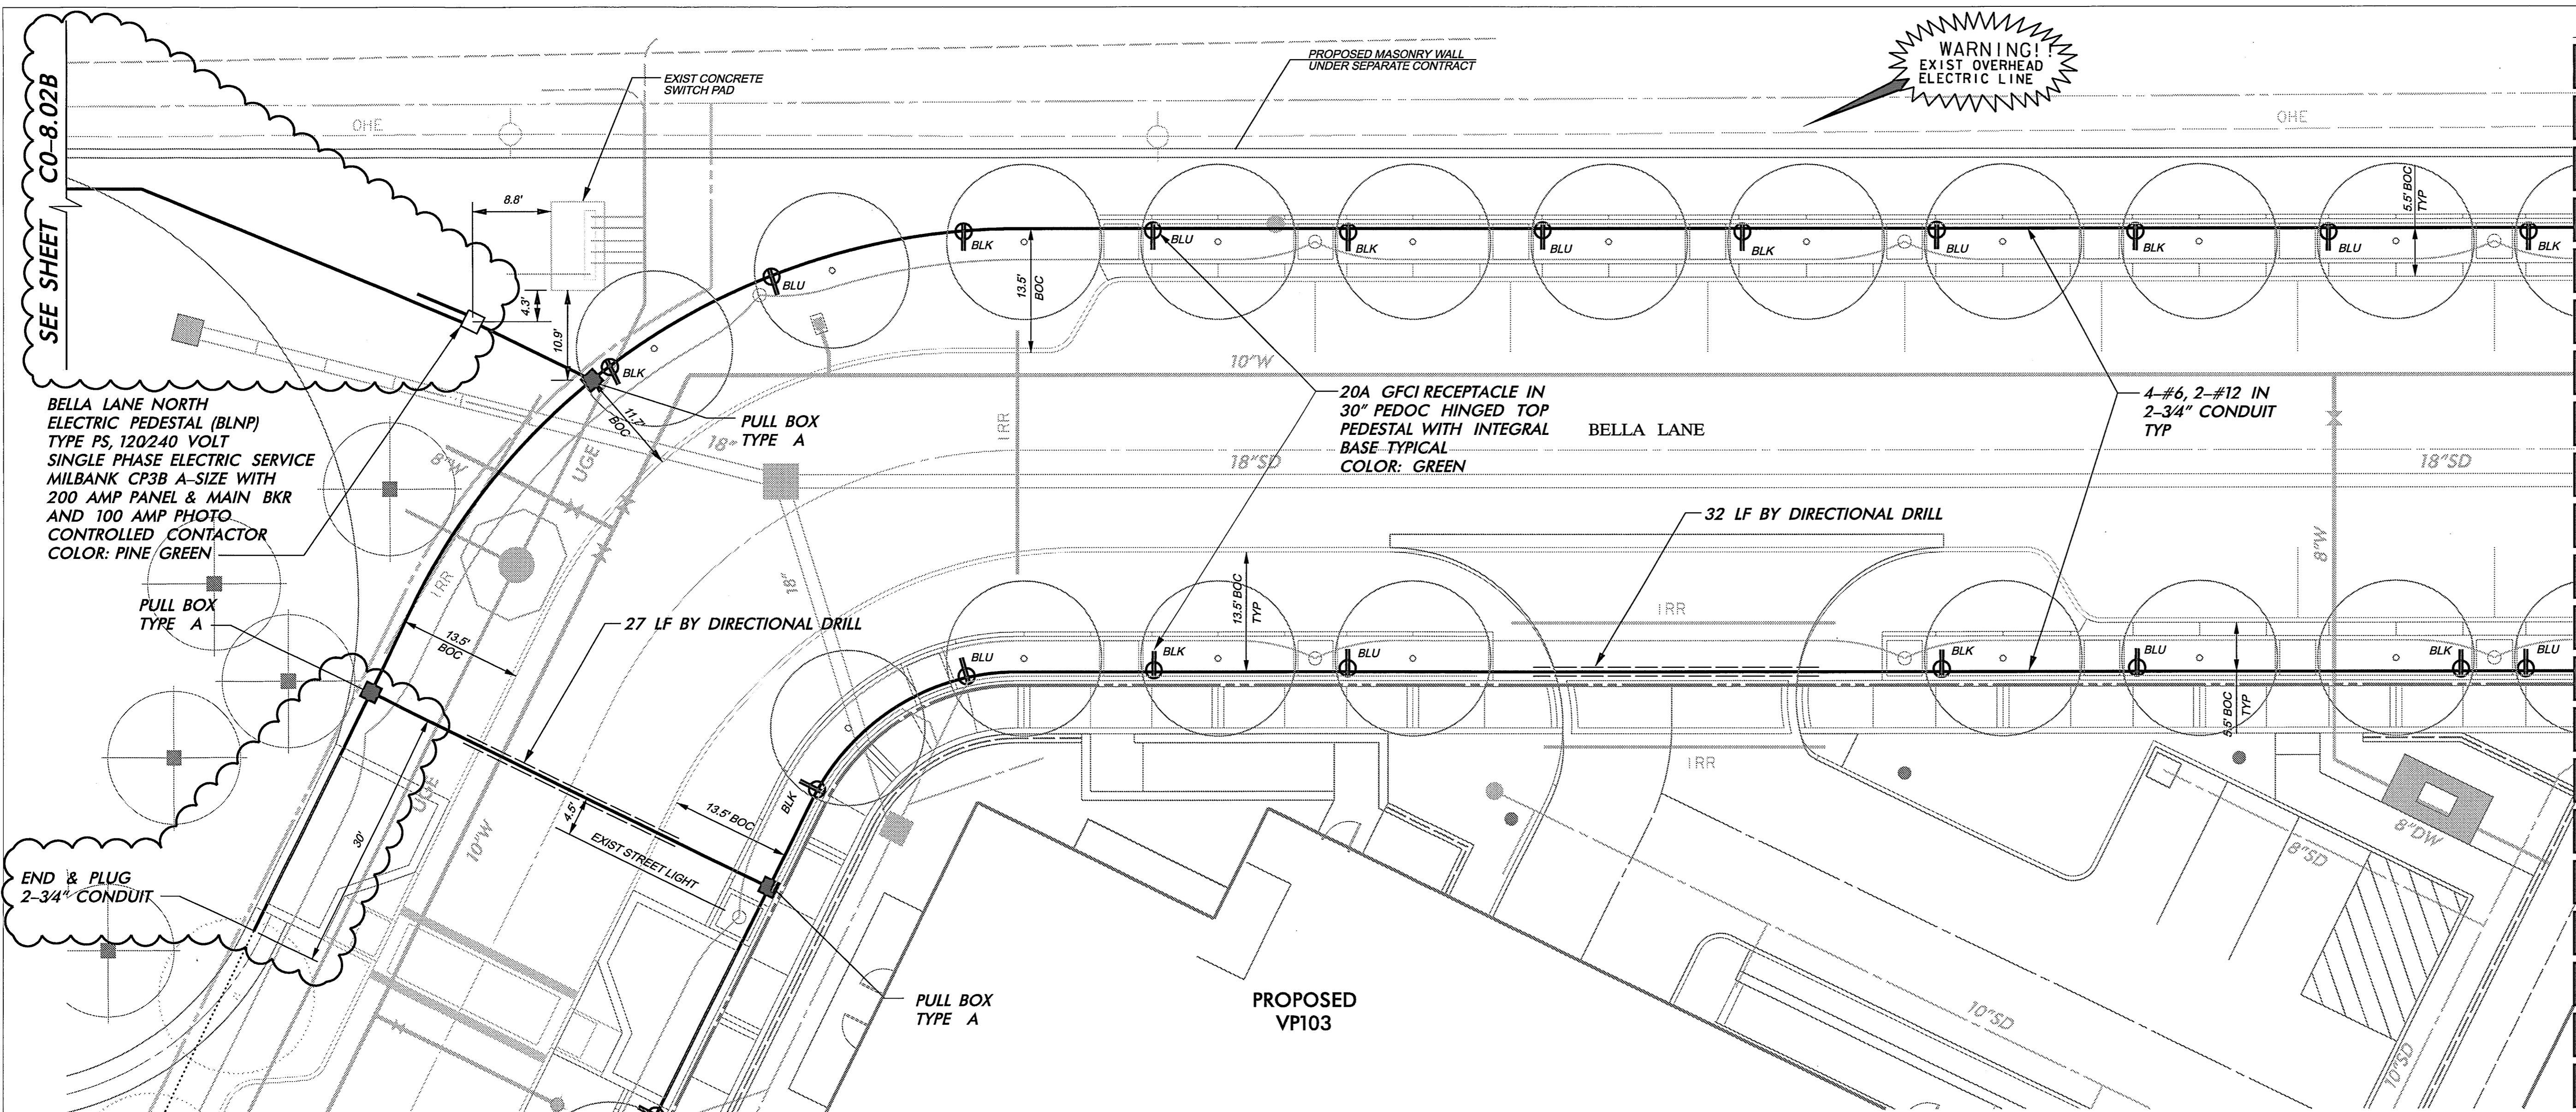 SEE SHEET CO-8.02B
EXIST CONCRETE
SWITCH PAD
PROPOSED MASONRY WALL
UNDER SEPARATE CONTRACT
WARNING!
EXIST OVERHEAD
ELECTRIC LINE
OHE
OHE
8.8'
4.3'
10.9'
BLK
BLU
BLK
BLU
BLK
BLU
BLK
BLU
BLK
BLU
BLK
13.5'
BOC
5.5' BOC
TYP
11.7'
BOC
PULL BOX
TYPE A
10"W
BELLA LANE NORTH
ELECTRIC PEDESTAL (BLNP)
TYPE PS, 120/240 VOLT
SINGLE PHASE ELECTRIC SERVICE
MILBANK CP3B A-SIZE WITH
200 AMP PANEL & MAIN BKR
AND 100 AMP PHOTO
CONTROLLED CONTACTOR
COLOR: PINE GREEN
8"W
18"
UGE
IRR
IRR
20A GFCI RECEPTACLE IN
30" PEDOC HINGED TOP
PEDESTAL WITH INTEGRAL
BASE TYPICAL
COLOR: GREEN
BELLA LANE
4-#6, 2-#12 IN
2-3/4" CONDUIT
TYP
18"SD
18"SD
32 LF BY DIRECTIONAL DRILL
8"W
PULL BOX
TYPE A
27 LF BY DIRECTIONAL DRILL
18"
13.5'
BOC
13.5' BOC
TYP
IRR
BLU
BLK
BLU
BLK
BLU
BLK
BLU
5.5' BOC
TYP
IRR
BLK
13.5' BOC
4.5'
EXIST STREET LIGHT
UGE
10"W
30'
END & PLUG
2-3/4" CONDUIT
PULL BOX
TYPE A
PROPOSED
VP103
8"DW
8"SD
10"SD
10"SD